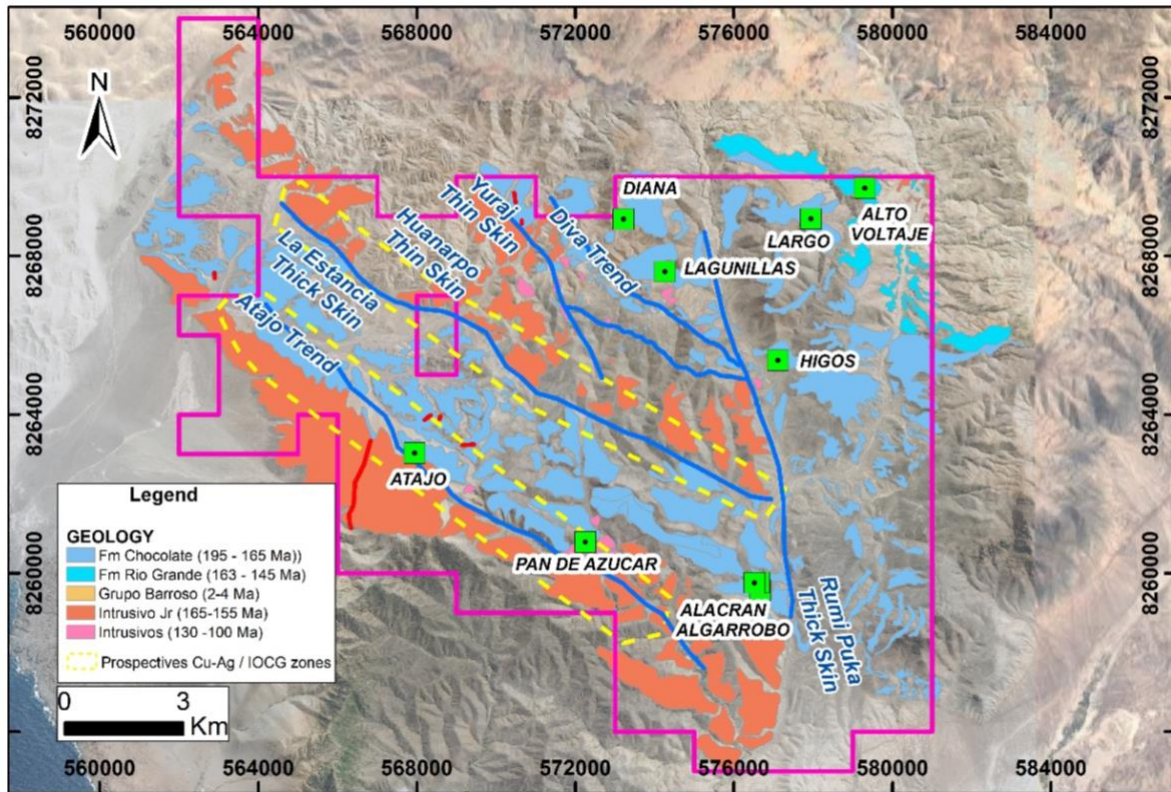 560000
564000
568000
572000
576000
580000
584000
N
8272000
8272000
8268000
8268000
8264000
8264000
8260000
8260000
DIANA
ALTO
VOLTAJE
LARGO
LAGUNILLAS
HIGOS
Yuraj
Thin Skin
Diva Trend
Huanarpo
Thin Skin
La Estancia
Thick Skin
Atajo Trend
ATAJO
PAN DE AZUCAR
ALACRAN
ALGARROBO
Rumi Puka
Thick Skin
Legend
GEOLOGY
Fm Chocolate (195 - 165 Ma))
Fm Rio Grande (163 - 145 Ma)
Grupo Barroso (2-4 Ma)
Intrusivo Jr (165-155 Ma)
Intrusivos (130 -100 Ma)
Prospectives Cu-Ag / IOCG zones
0 3
Km
560000
564000
568000
572000
576000
580000
584000